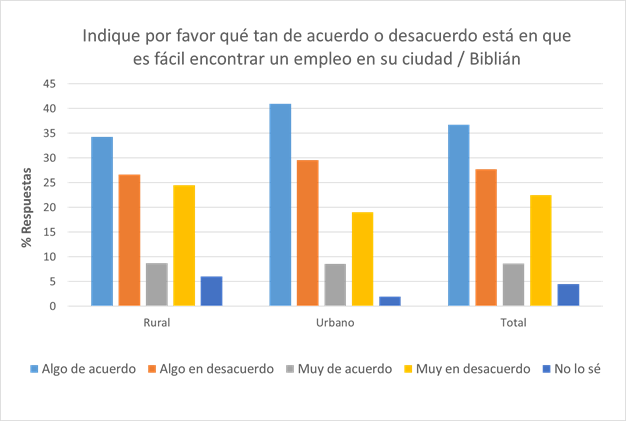 Indique por favor qué tan de acuerdo o desacuerdo está en que
es fácil encontrar un empleo en su ciudad / Biblián
% Respuestas
45
40
35
30
25
20
15
10
5
0
Rural Urbano Total
Algo de acuerdo Algo en desacuerdo Muy de acuerdo Muy en desacuerdo No lo sé